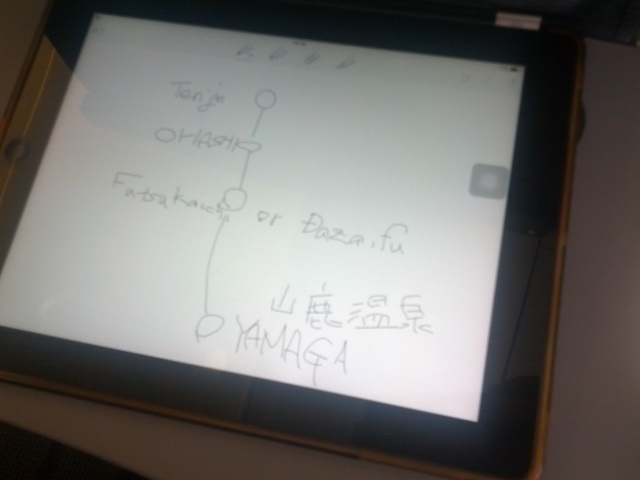 Tenjin
OHASHI
Futsukaichi or Dazaifu
山鹿温泉
YAMAGA